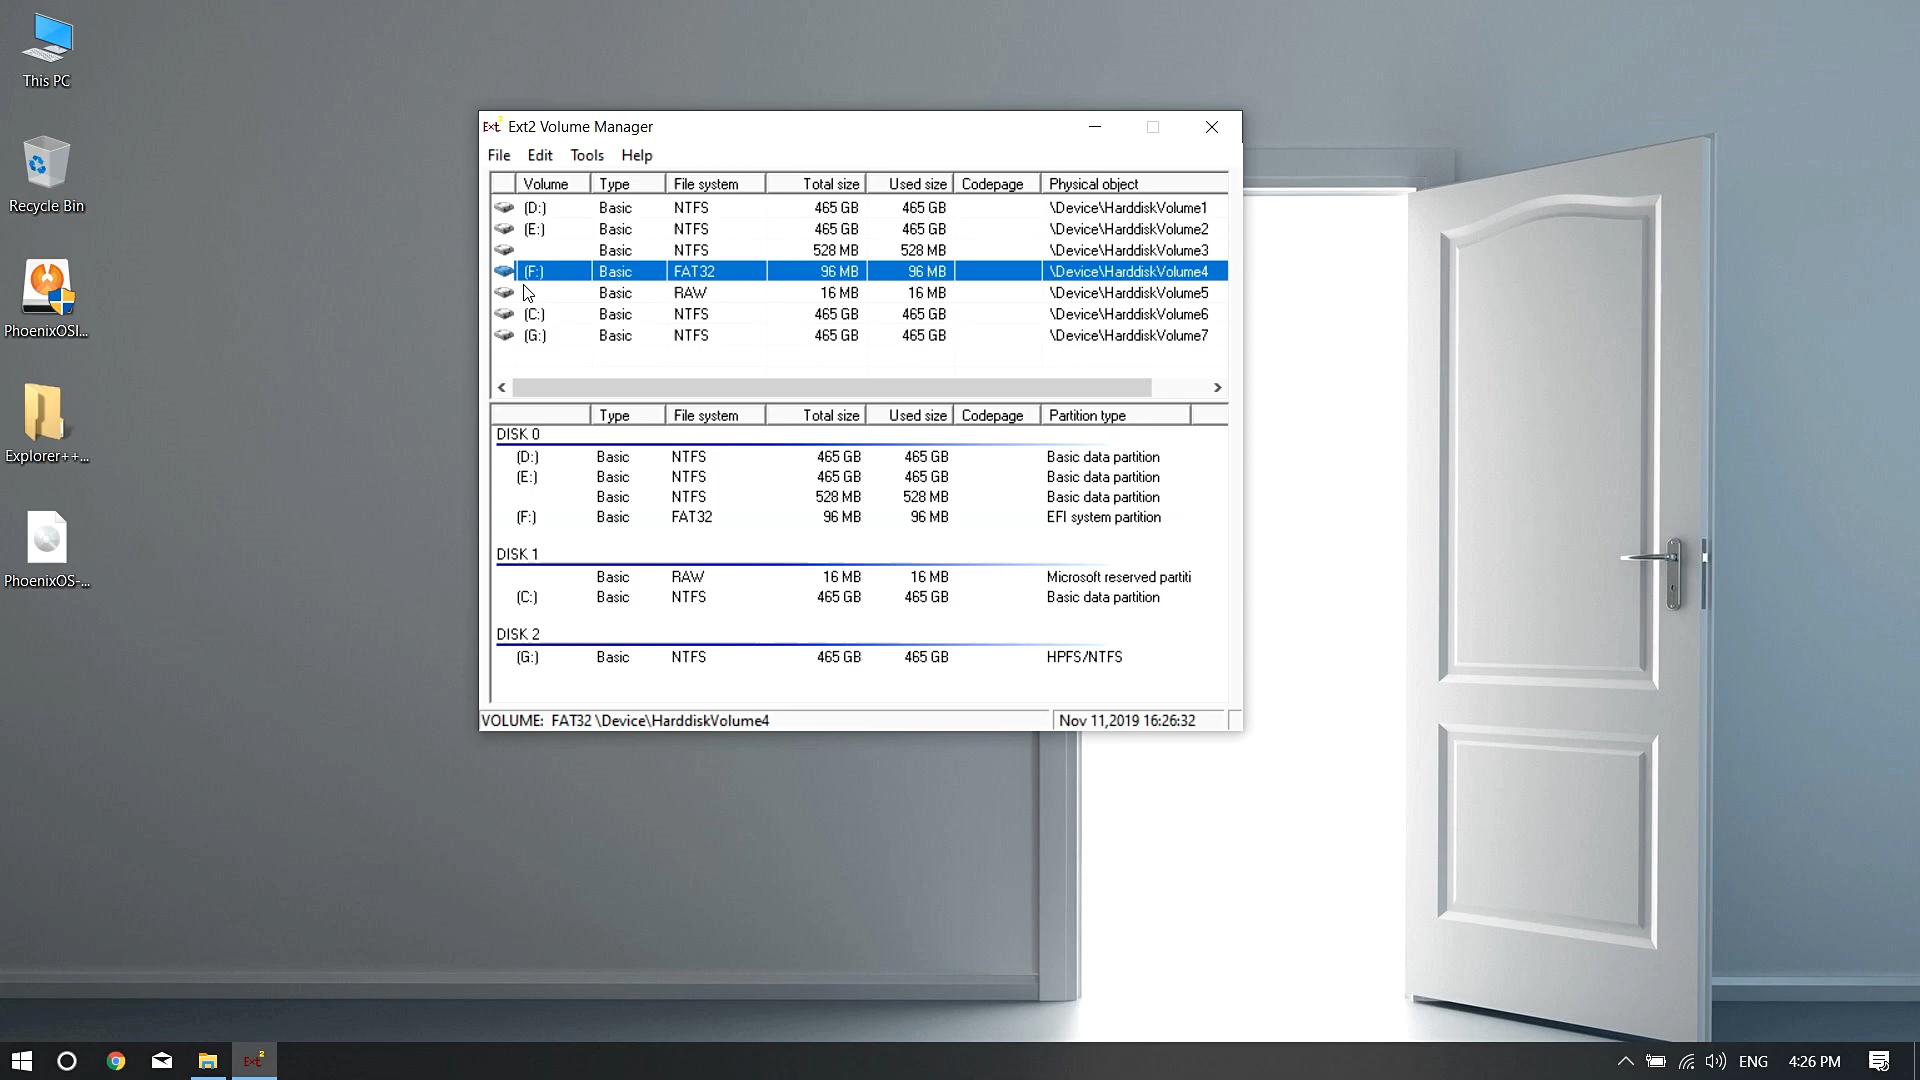 This PC
Recycle Bin
PhoenixOSI...
Explorer++...
PhoenixOS-...
Ext2 Ext2 Volume Manager
File Edit Tools Help
Volume Type File system Total size Used size Codepage Physical object
(D:) Basic NTFS 465 GB 465 GB \Device\HarddiskVolume1
(E:) Basic NTFS 465 GB 465 GB \Device\HarddiskVolume2
Basic NTFS 528 MB 528 MB \Device\HarddiskVolume3
(F:) Basic FAT32 96 MB 96 MB \Device\HarddiskVolume4
Basic RAW 16 MB 16 MB \Device\HarddiskVolume5
(C:) Basic NTFS 465 GB 465 GB \Device\HarddiskVolume6
(G:) Basic NTFS 465 GB 465 GB \Device\HarddiskVolume7
Type File system Total size Used size Codepage Partition type
DISK 0
(D:) Basic NTFS 465 GB 465 GB Basic data partition
(E:) Basic NTFS 465 GB 465 GB Basic data partition
Basic NTFS 528 MB 528 MB Basic data partition
(F:) Basic FAT32 96 MB 96 MB EFI system partition
DISK 1
Basic RAW 16 MB 16 MB Microsoft reserved partiti
(C:) Basic NTFS 465 GB 465 GB Basic data partition
DISK 2
(G:) Basic NTFS 465 GB 465 GB HPFS/NTFS
VOLUME: FAT32 \Device\HarddiskVolume4 Nov 11,2019 16:26:32
Ext2 ENG 4:26 PM